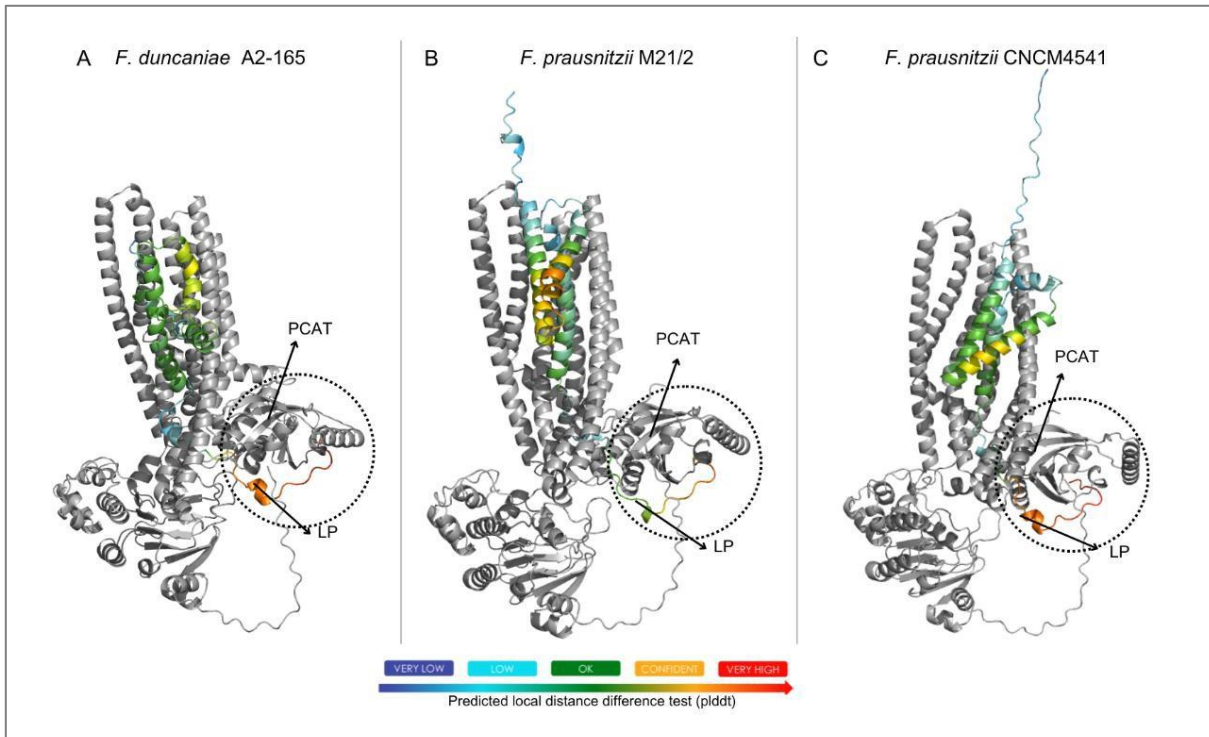 A F. duncaniae A2-165
B F. prausnitzii M21/2
C F. prausnitzii CNCM4541
PCAT
LP
PCAT
LP
PCAT
LP
VERY LOW LOW OK CONFIDENT VERY HIGH
Predicted local distance difference test (plddt)